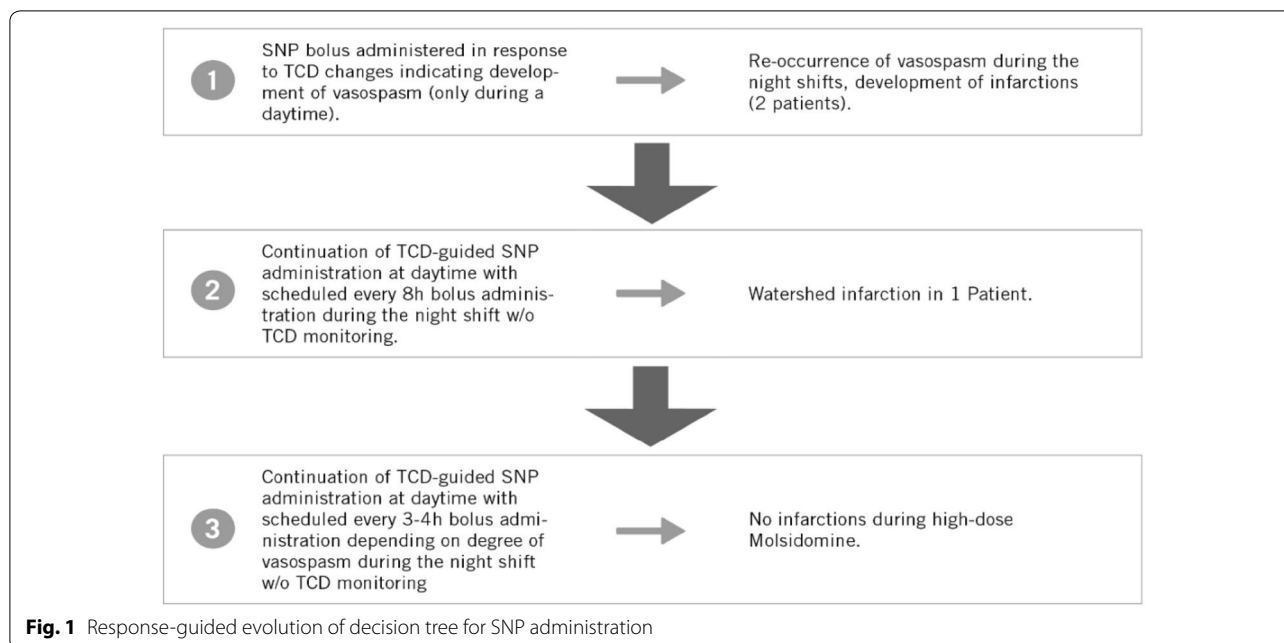 1
SNP bolus administered in response
to TCD changes indicating develop-
ment of vasospasm (only during a
daytime).
Re-occurrence of vasospasm during the
night shifts, development of infarctions
(2 patients).
2
Continuation of TCD-guided SNP
administration at daytime with
scheduled every 8h bolus adminis-
tration during the night shift w/o
TCD monitoring.
Watershed infarction in 1 Patient.
3
Continuation of TCD-guided SNP
administration at daytime with
scheduled every 3-4h bolus admi-
nistration depending on degree of
vasospasm during the night shift
w/o TCD monitoring
No infarctions during high-dose
Molsidomine.
Fig. 1 Response-guided evolution of decision tree for SNP administration